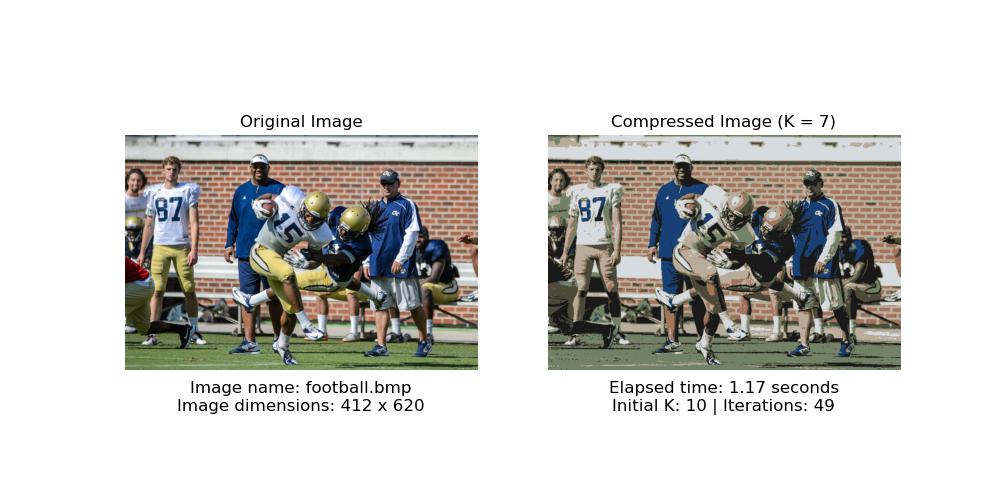 Original Image
87
15
Image name: football.bmp
Image dimensions: 412 x 620
Compressed Image (K = 7)
87
15
Elapsed time: 1.17 seconds
Initial K: 10 | Iterations: 49